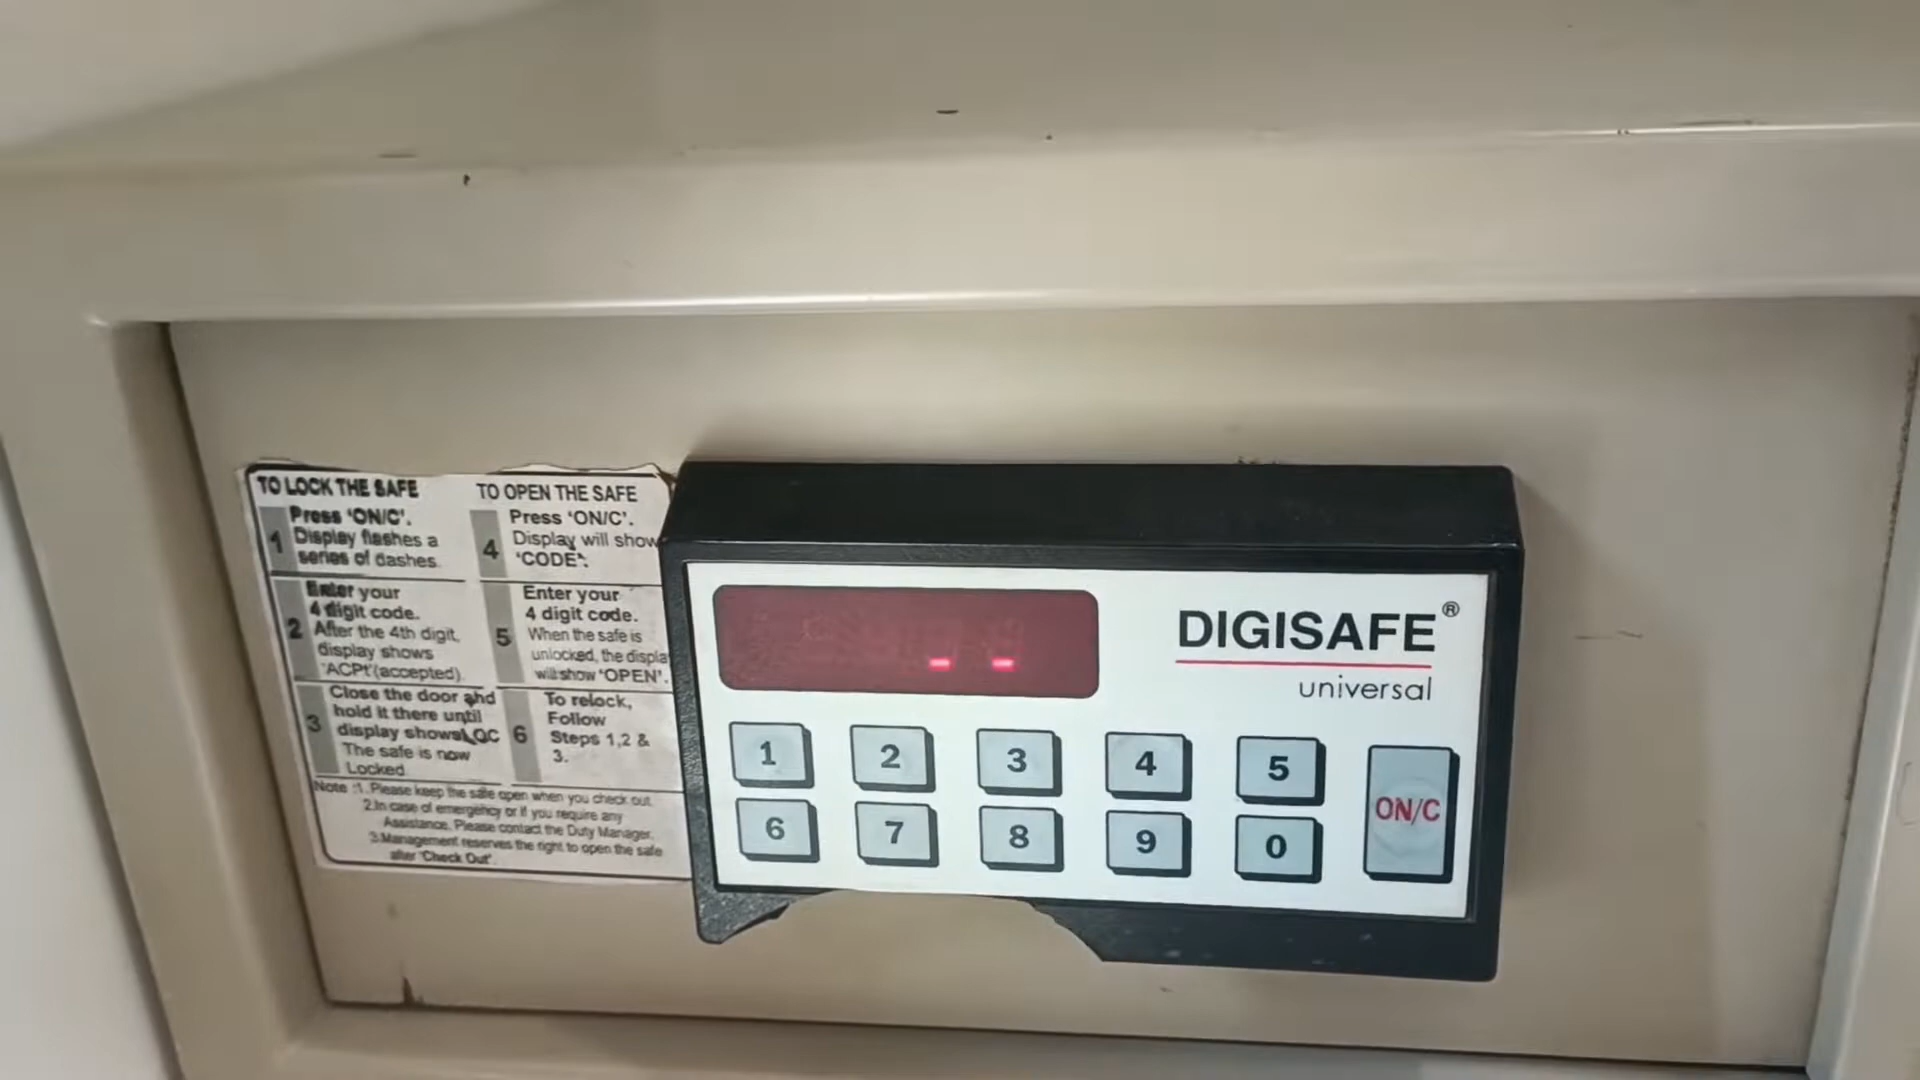 TO LOCK THE SAFE
1 Press 'ON/C'.
Display flashes a
series of dashes.
2 Enter your
4 digit code.
After the 4th digit,
display shows
'ACPt'(accepted).
3 Close the door and
hold it there until
display shows LOC
The safe is now
Locked
TO OPEN THE SAFE
4 Press 'ON/C'.
Display will show
'CODE'.
5 Enter your
4 digit code.
When the safe is
unlocked, the displa
will show 'OPEN'.
6 To relock,
Follow
Steps 1,2 &
3.
Note :1. Please keep the safe open when you check out.
2.In case of emergency or if you require any
Assistance, Please contact the Duty Manager.
3.Management reserves the right to open the safe
after 'Check Out'.
- -
DIGISAFE®
universal
1 2 3 4 5
6 7 8 9 0
ON/C